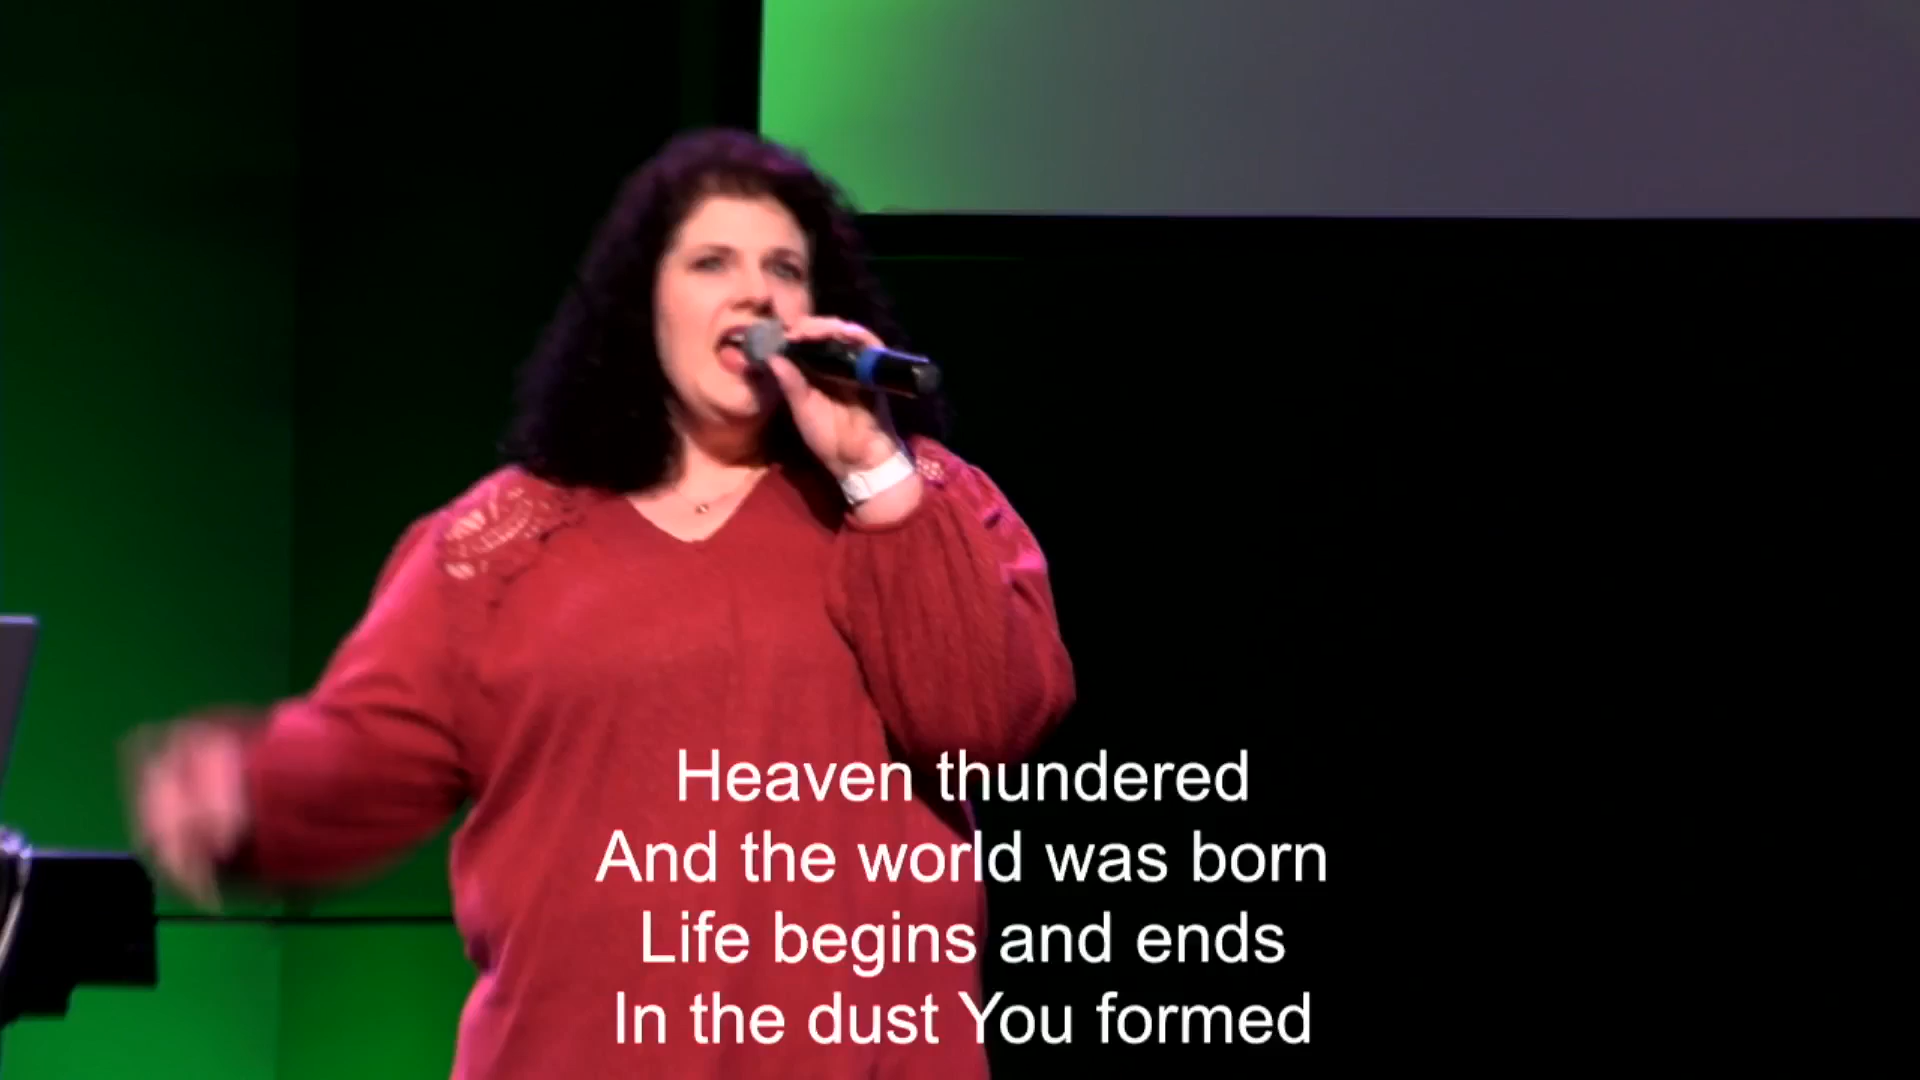 Heaven thundered
And the world was born
Life begins and ends
In the dust You formed